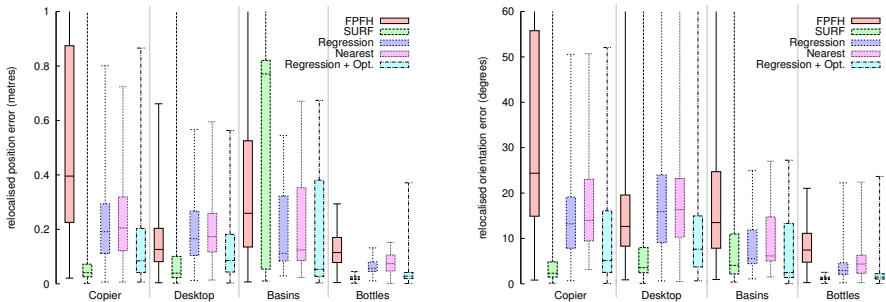 relocalised position error (metres)
1
0.8
0.6
0.4
0.2
0
FPFH
SURF
Regression
Nearest
Regression + Opt.
Copier Desktop Basins Bottles
relocalised orientation error (degrees)
60
50
40
30
20
10
0
FPFH
SURF
Regression
Nearest
Regression + Opt.
Copier Desktop Basins Bottles